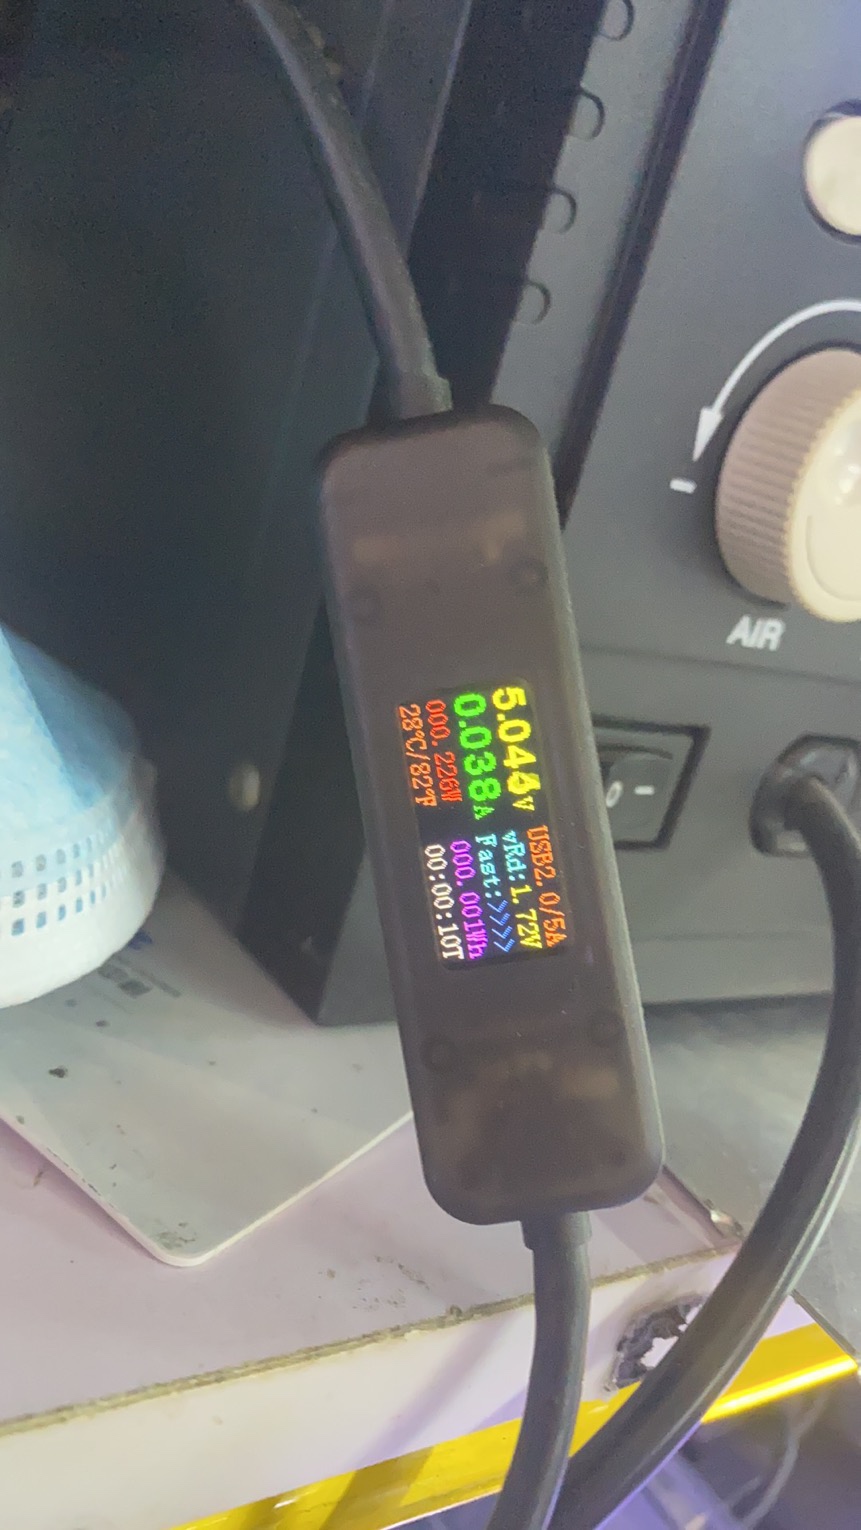 5.048V
0.038A
000.226W
28℃/82℉
USB2.0/5A
vRd:1.72V
Fast:>>>>
000.001Wh
00:00:10T
AIR
−
O −